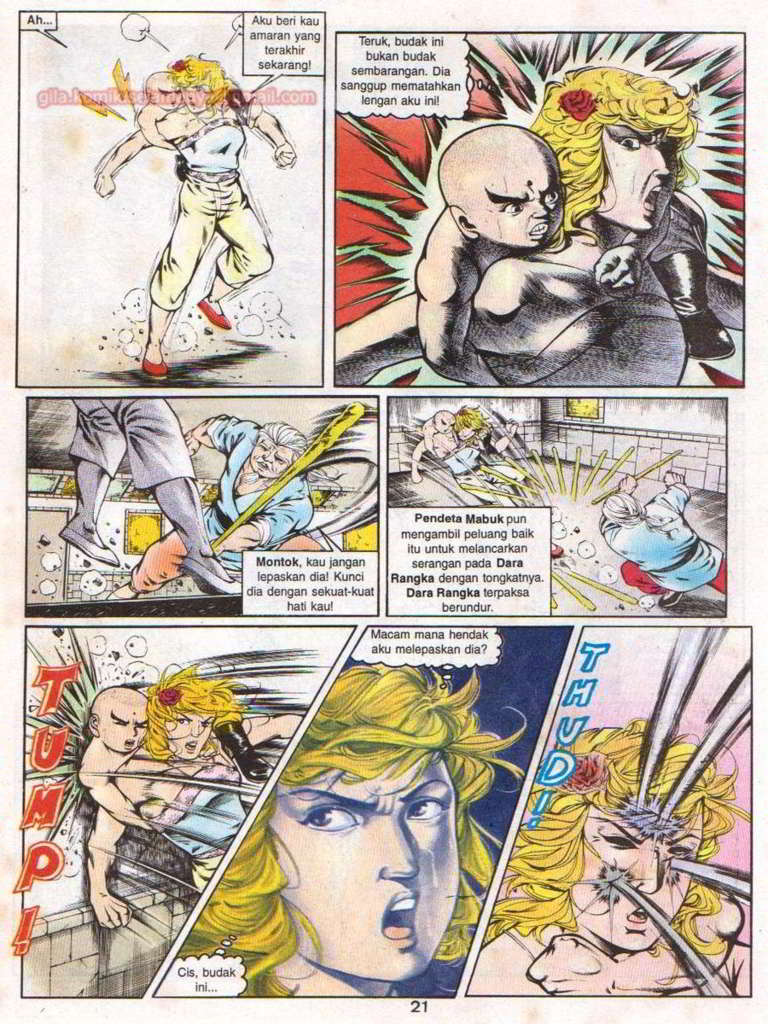 Ah...
Aku beri kau
amaran yang
terakhir
sekarang!
Teruk, budak ini
bukan budak
sembarangan. Dia
sanggup mematahkan
lengan aku ini!
Montok, kau jangan
lepaskan dia! Kunci
dia dengan sekuat-kuat
hati kau!
Pendeta Mabuk pun
mengambil peluang baik
itu untuk melancarkan
serangan pada Dara
Rangka dengan tongkatnya.
Dara Rangka terpaksa
berundur.
TUMP!
Macam mana hendak
aku melepaskan dia?
Cis, budak
ini...
THUD!
21